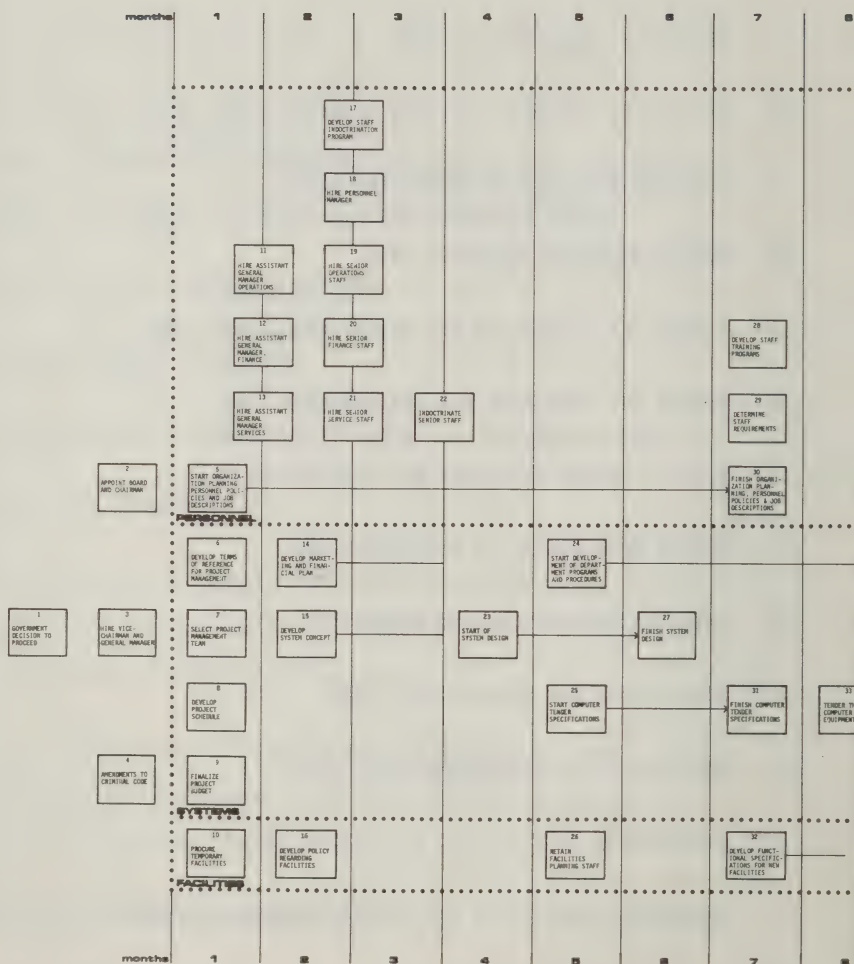 months 1 2 3 4 5 6 7 8
17
DEVELOP STAFF
INDOCTRINATION
PROGRAM
18
HIRE PERSONNEL
MANAGER
11
HIRE ASSISTANT
GENERAL
MANAGER
OPERATIONS
19
HIRE SENIOR
OPERATIONS
STAFF
12
HIRE ASSISTANT
GENERAL
MANAGER,
FINANCE
20
HIRE SENIOR
FINANCE STAFF
28
DEVELOP STAFF
TRAINING
PROGRAMS
13
HIRE ASSISTANT
GENERAL
MANAGER
SERVICES
21
HIRE SENIOR
SERVICE STAFF
22
INDOCTRINATE
SENIOR STAFF
29
DETERMINE
STAFF
REQUIREMENTS
2
APPOINT BOARD
AND CHAIRMAN
5
START ORGANIZA-
TION PLANNING
PERSONNEL POLI-
CIES AND JOB
DESCRIPTIONS
30
FINISH ORGANI-
ZATION PLAN-
NING, PERSONNEL
POLICIES & JOB
DESCRIPTIONS
PERSONNEL
6
DEVELOP TERMS
OF REFERENCE
FOR PROJECT
MANAGEMENT
14
DEVELOP MARKET-
ING AND FINAN-
CIAL PLAN
24
START DEVELOP-
MENT OF DEPART-
MENT PROGRAMS
AND PROCEDURES
1
GOVERNMENT
DECISION TO
PROCEED
3
HIRE VICE-
CHAIRMAN AND
GENERAL MANAGER
7
SELECT PROJECT
MANAGEMENT
TEAM
15
DEVELOP
SYSTEM CONCEPT
23
START OF
SYSTEM DESIGN
27
FINISH SYSTEM
DESIGN
8
DEVELOP
PROJECT
SCHEDULE
25
START COMPUTER
TENDER
SPECIFICATIONS
31
FINISH COMPUTER
TENDER
SPECIFICATIONS
33
TENDER
COMPUTER
EQUIPMENT
4
AMENDMENTS TO
CRIMINAL CODE
9
FINALIZE
PROJECT
BUDGET
SYSTEMS
10
PROCURE
TEMPORARY
FACILITIES
16
DEVELOP POLICY
REGARDING
FACILITIES
26
RETAIN
FACILITIES
PLANNING STAFF
32
DEVELOP FUNCT-
IONAL SPECIFIC-
ATIONS FOR NEW
FACILITIES
FACILITIES
months 1 2 3 4 5 6 7 8